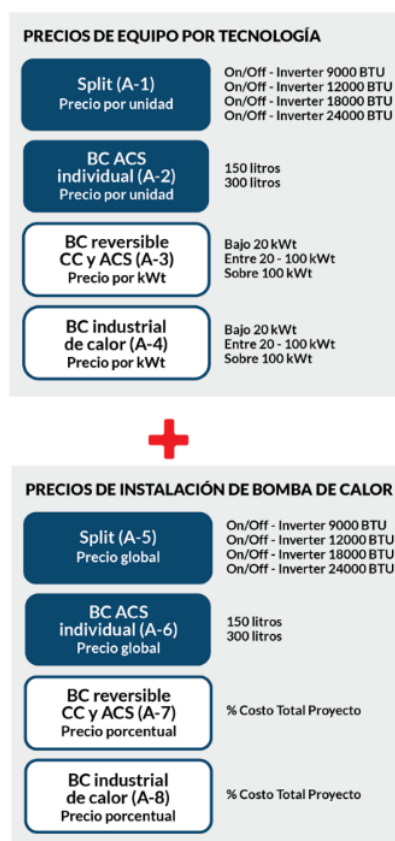 PRECIOS DE EQUIPO POR TECNOLOGÍA
Split (A-1)
Precio por unidad
On/Off - Inverter 9000 BTU
On/Off - Inverter 12000 BTU
On/Off - Inverter 18000 BTU
On/Off - Inverter 24000 BTU
BC ACS
individual (A-2)
Precio por unidad
150 litros
300 litros
BC reversible
CC y ACS (A-3)
Precio por kWt
Bajo 20 kWt
Entre 20 - 100 kWt
Sobre 100 kWt
BC industrial
de calor (A-4)
Precio por kWt
Bajo 20 kWt
Entre 20 - 100 kWt
Sobre 100 kWt
+
PRECIOS DE INSTALACIÓN DE BOMBA DE CALOR
Split (A-5)
Precio global
On/Off - Inverter 9000 BTU
On/Off - Inverter 12000 BTU
On/Off - Inverter 18000 BTU
On/Off - Inverter 24000 BTU
BC ACS
individual (A-6)
Precio global
150 litros
300 litros
BC reversible
CC y ACS (A-7)
Precio porcentual
% Costo Total Proyecto
BC industrial
de calor (A-8)
Precio porcentual
% Costo Total Proyecto